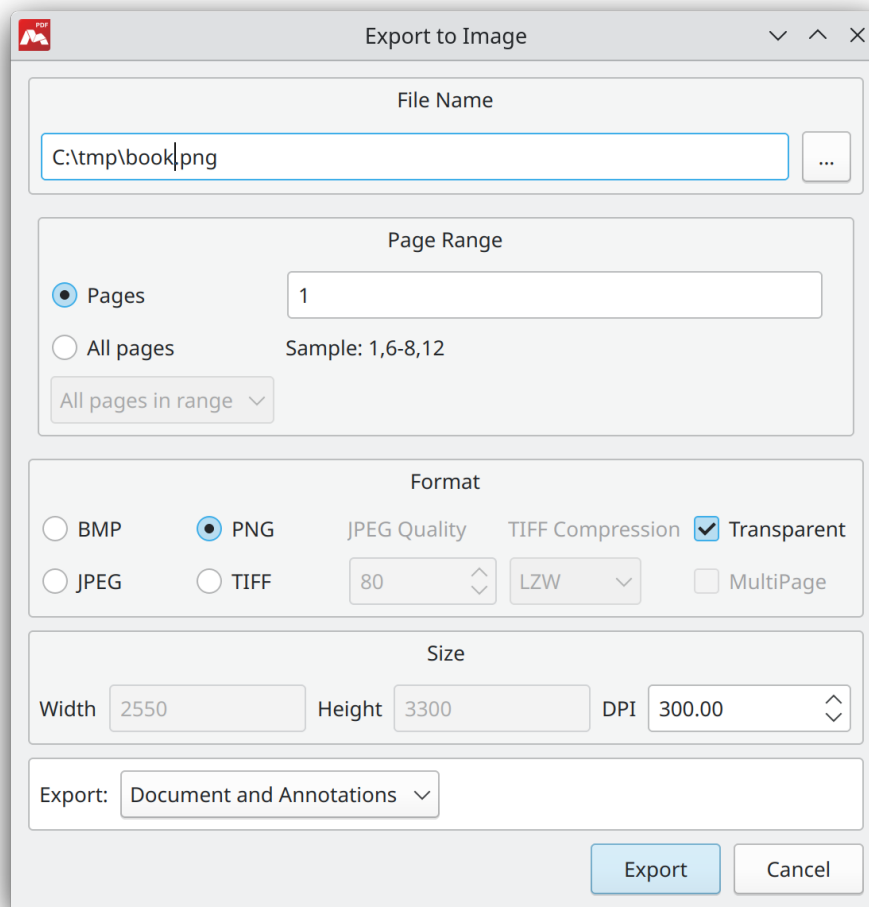 PDF
Export to Image
File Name
C:\tmp\book.png
...
Page Range
Pages
1
All pages
Sample: 1,6-8,12
All pages in range
Format
BMP
PNG
JPEG Quality
TIFF Compression
Transparent
JPEG
TIFF
80
LZW
MultiPage
Size
Width
2550
Height
3300
DPI
300.00
Export:
Document and Annotations
Export
Cancel